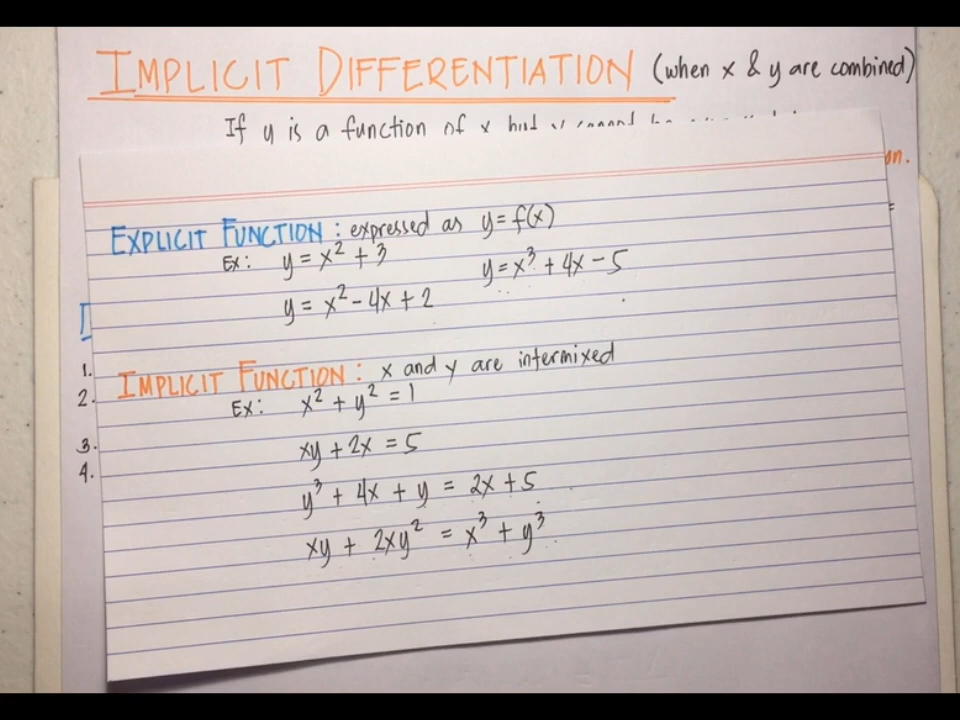 IMPLICIT DIFFERENTIATION (when x & y are combined)
If y is a function of x but
on.
EXPLICIT FUNCTION: expressed as y = f(x)
EX: y = x² + 3 y = x³ + 4x - 5
y = x² - 4x + 2
1.
IMPLICIT FUNCTION: x and y are intermixed
2.
EX: x² + y² = 1
3.
xy + 2x = 5
4.
y³ + 4x + y = 2x + 5
xy + 2xy² = x³ + y³